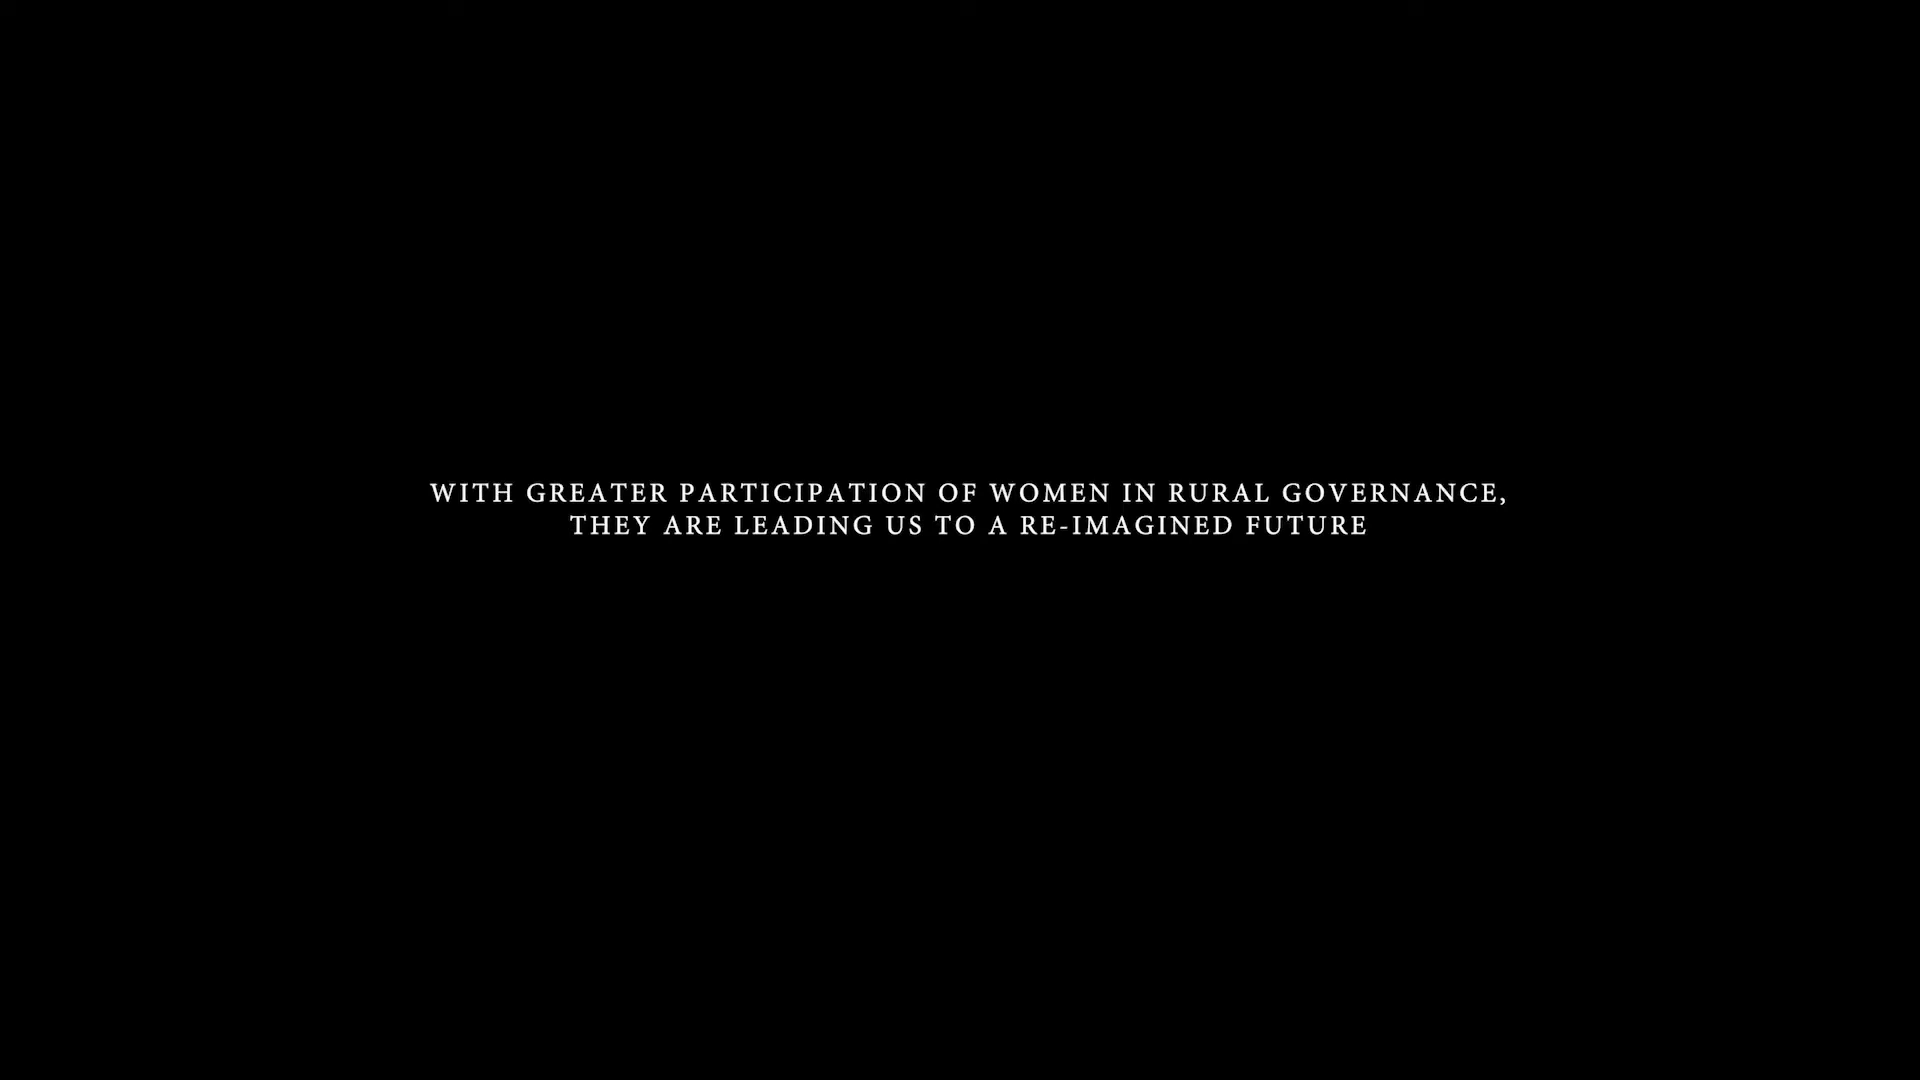 WITH GREATER PARTICIPATION OF WOMEN IN RURAL GOVERNANCE,
THEY ARE LEADING US TO A RE-IMAGINED FUTURE